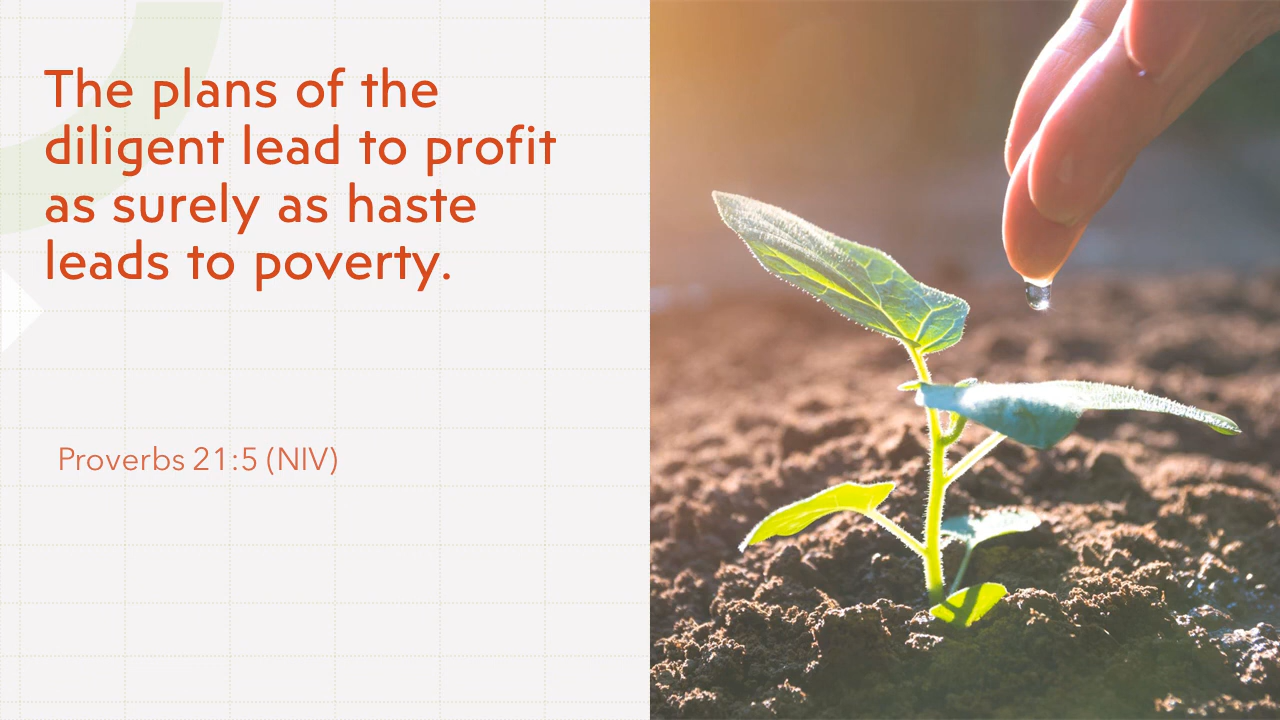 The plans of the
diligent lead to profit
as surely as haste
leads to poverty.
Proverbs 21:5 (NIV)